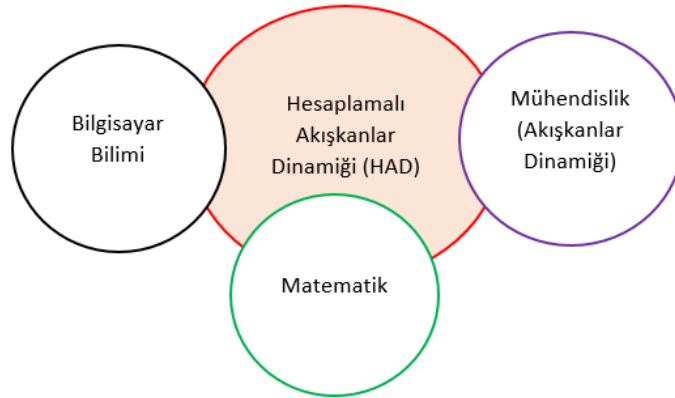 Bilgisayar
Bilimi
Hesaplamalı
Akışkanlar
Dinamiği (HAD)
Mühendislik
(Akışkanlar
Dinamiği)
Matematik